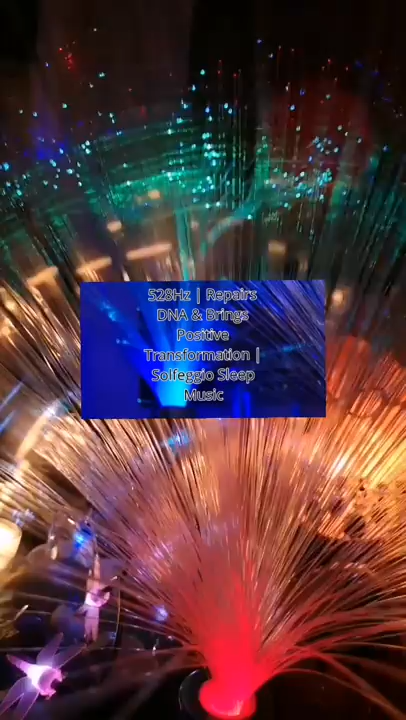 528Hz | Repairs
DNA & Brings
Positive
Transformation |
Solfeggio Sleep
Music